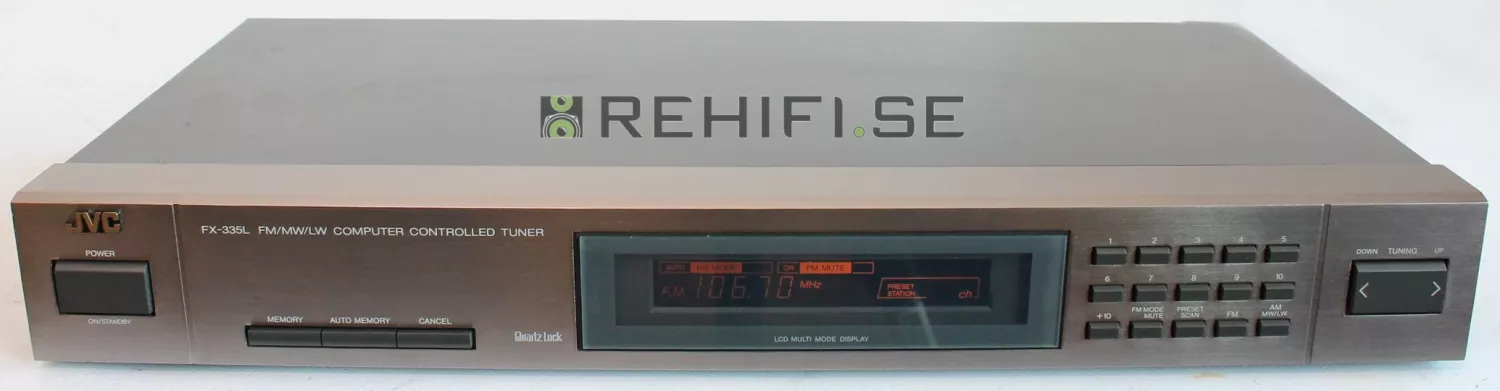 REHIFI.SE
JVC
POWER
ON/STANDBY
FX-335L FM/MW/LW COMPUTER CONTROLLED TUNER
MEMORY AUTO MEMORY CANCEL
Quartz Lock
AUTO FM MODE ON FM MUTE
FM 106.70 MHz
PRESET
STATION ch
LCD MULTI MODE DISPLAY
1 2 3 4 5
6 7 8 9 10
+10 FM MODE
MUTE PRESET
SCAN FM AM
MW/LW
DOWN TUNING UP
< >